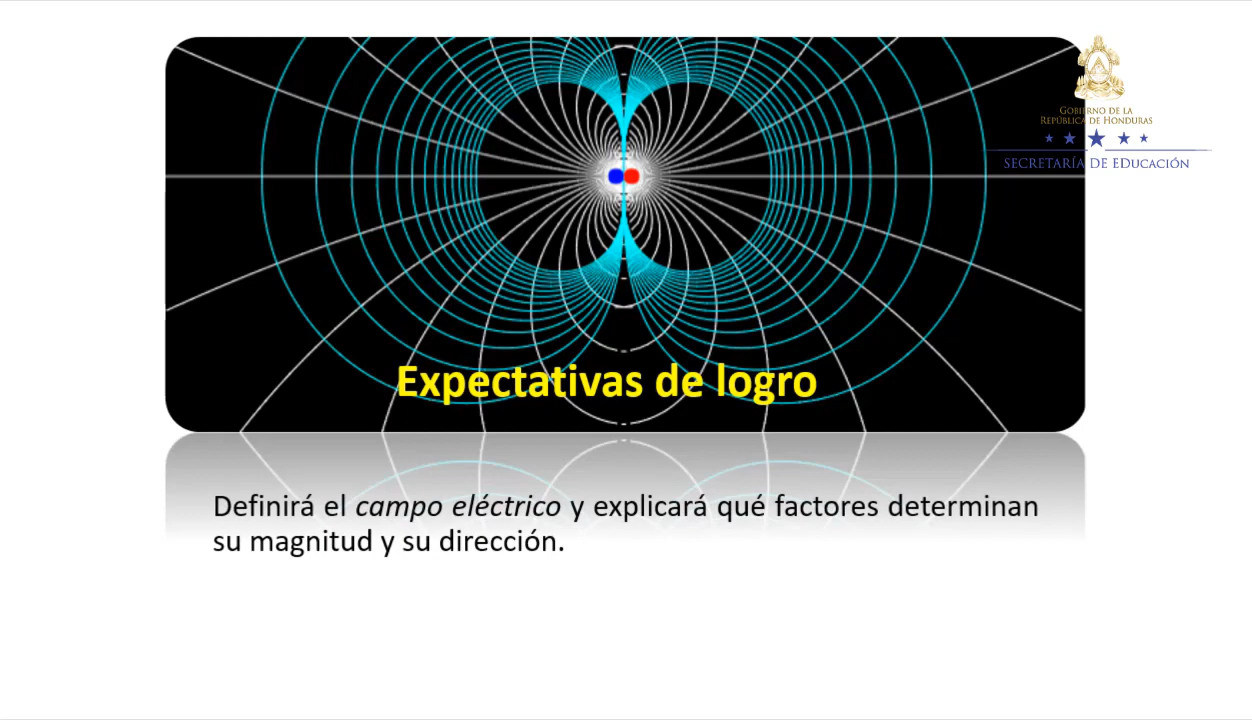 GOBIERNO DE LA
REPÚBLICA DE HONDURAS
SECRETARÍA DE EDUCACIÓN
Expectativas de logro
Definirá el campo eléctrico y explicará qué factores determinan
su magnitud y su dirección.